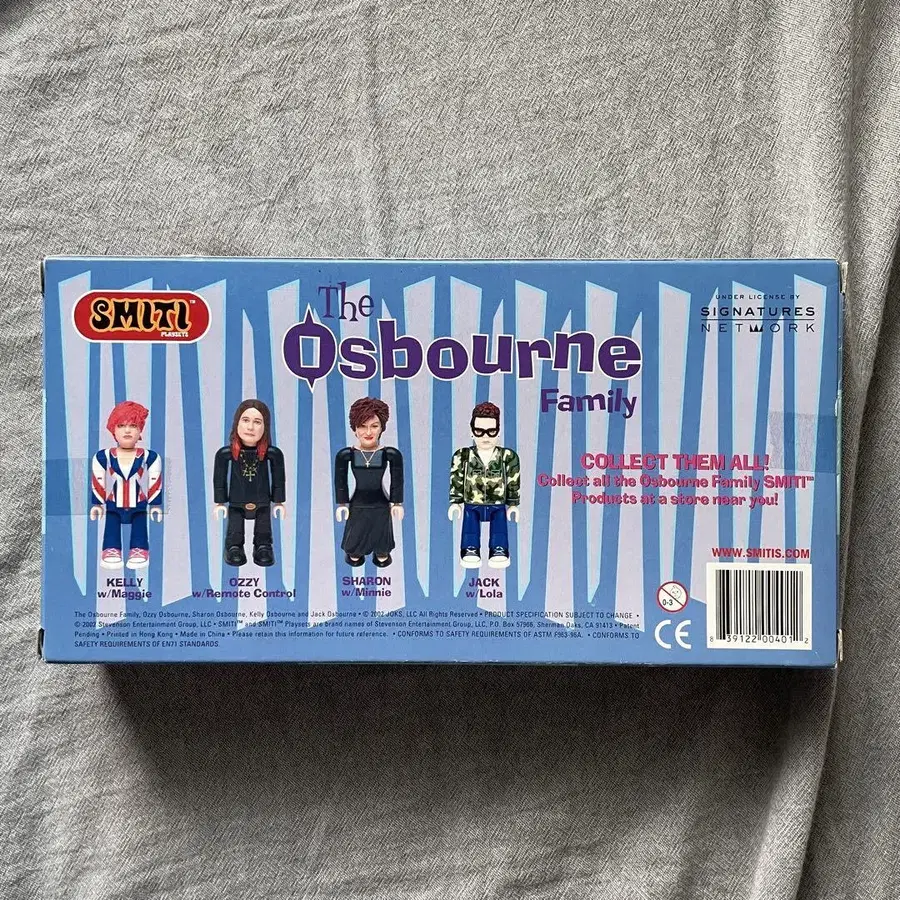 SMITI™
PLAYSETS
The
Osbourne
Family
UNDER LICENSE BY
SIGNATURES
NETWORK
COLLECT THEM ALL!
Collect all the Osbourne Family SMITI™
Products at a store near you!
KELLY
w/Maggie
OZZY
w/Remote Control
SHARON
w/Minnie
JACK
w/Lola
WWW.SMITIS.COM
The Osbourne Family, Ozzy Osbourne, Sharon Osbourne, Kelly Osbourne and Jack Osbourne • © 2002 JOKS, LLC All Rights Reserved • PRODUCT SPECIFICATION SUBJECT TO CHANGE •
© 2002 Stevenson Entertainment Group, LLC • SMITI™ and SMITI™ Playsets are brand names of Stevenson Entertainment Group, LLC, P.O. Box 57966, Sherman Oaks, CA 91413 • Patent
Pending • Printed in Hong Kong • Made in China • Please retain this information for future reference. • CONFORMS TO SAFETY REQUIREMENTS OF ASTM F963-96A. • CONFORMS TO
SAFETY REQUIREMENTS OF EN71 STANDARDS.
0-3
CE
8 39122 00401 2